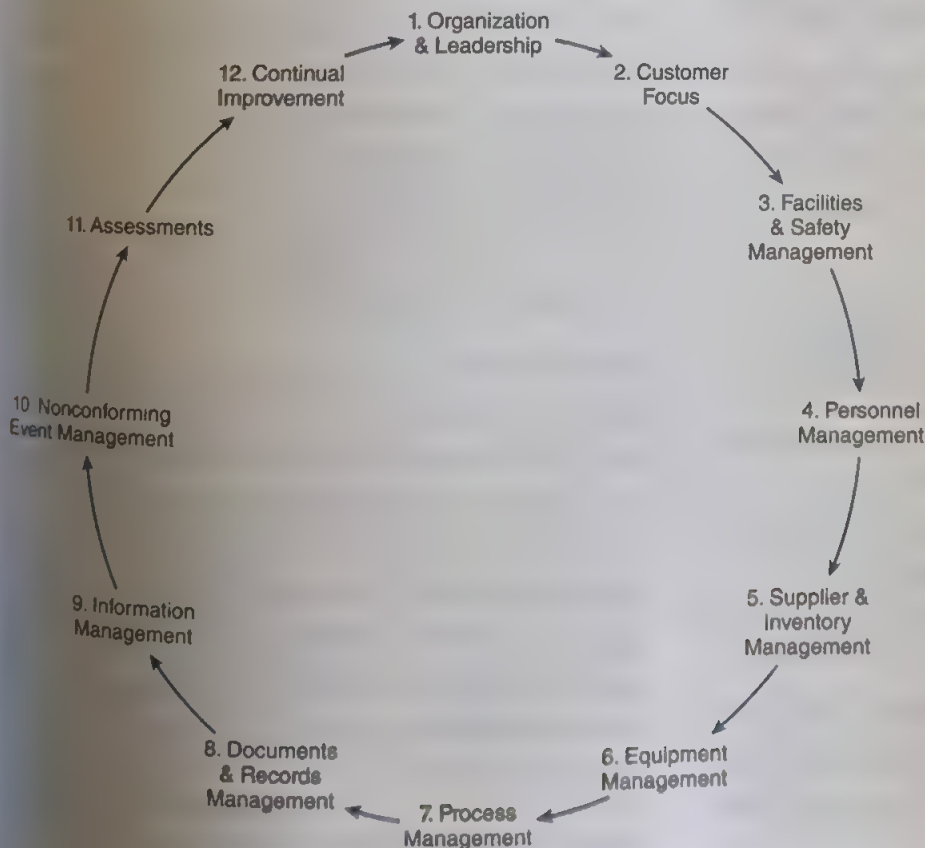 1. Organization
& Leadership
2. Customer
Focus
3. Facilities
& Safety
Management
4. Personnel
Management
5. Supplier &
Inventory
Management
6. Equipment
Management
7. Process
Management
8. Documents
& Records
Management
9. Information
Management
10 Nonconforming
Event Management
11. Assessments
12. Continual
Improvement